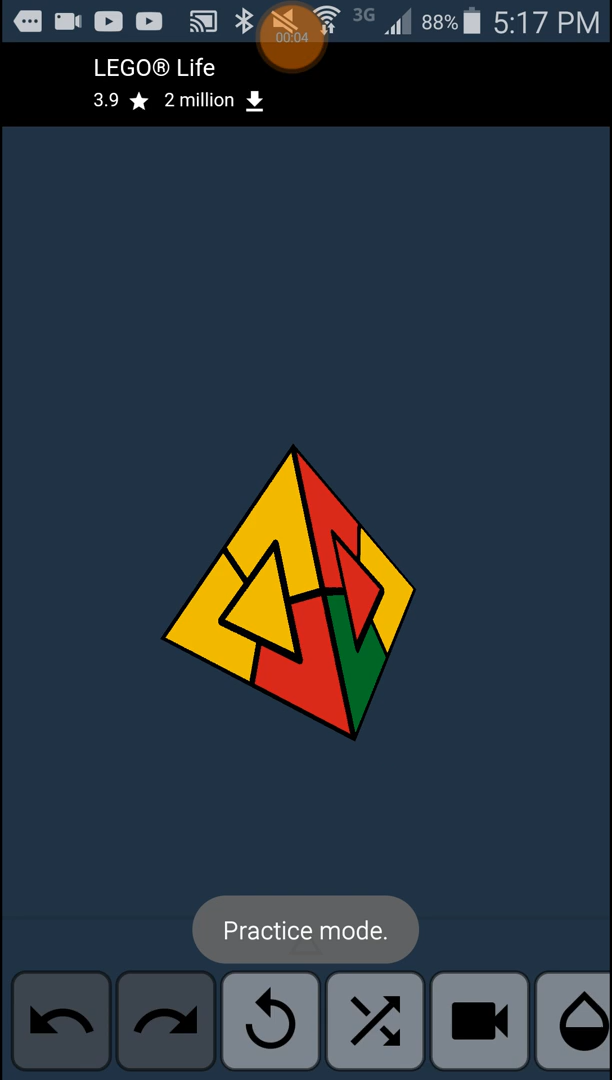 3G 88% 5:17 PM
00:04
LEGO® Life
3.9 ★ 2 million
Practice mode.